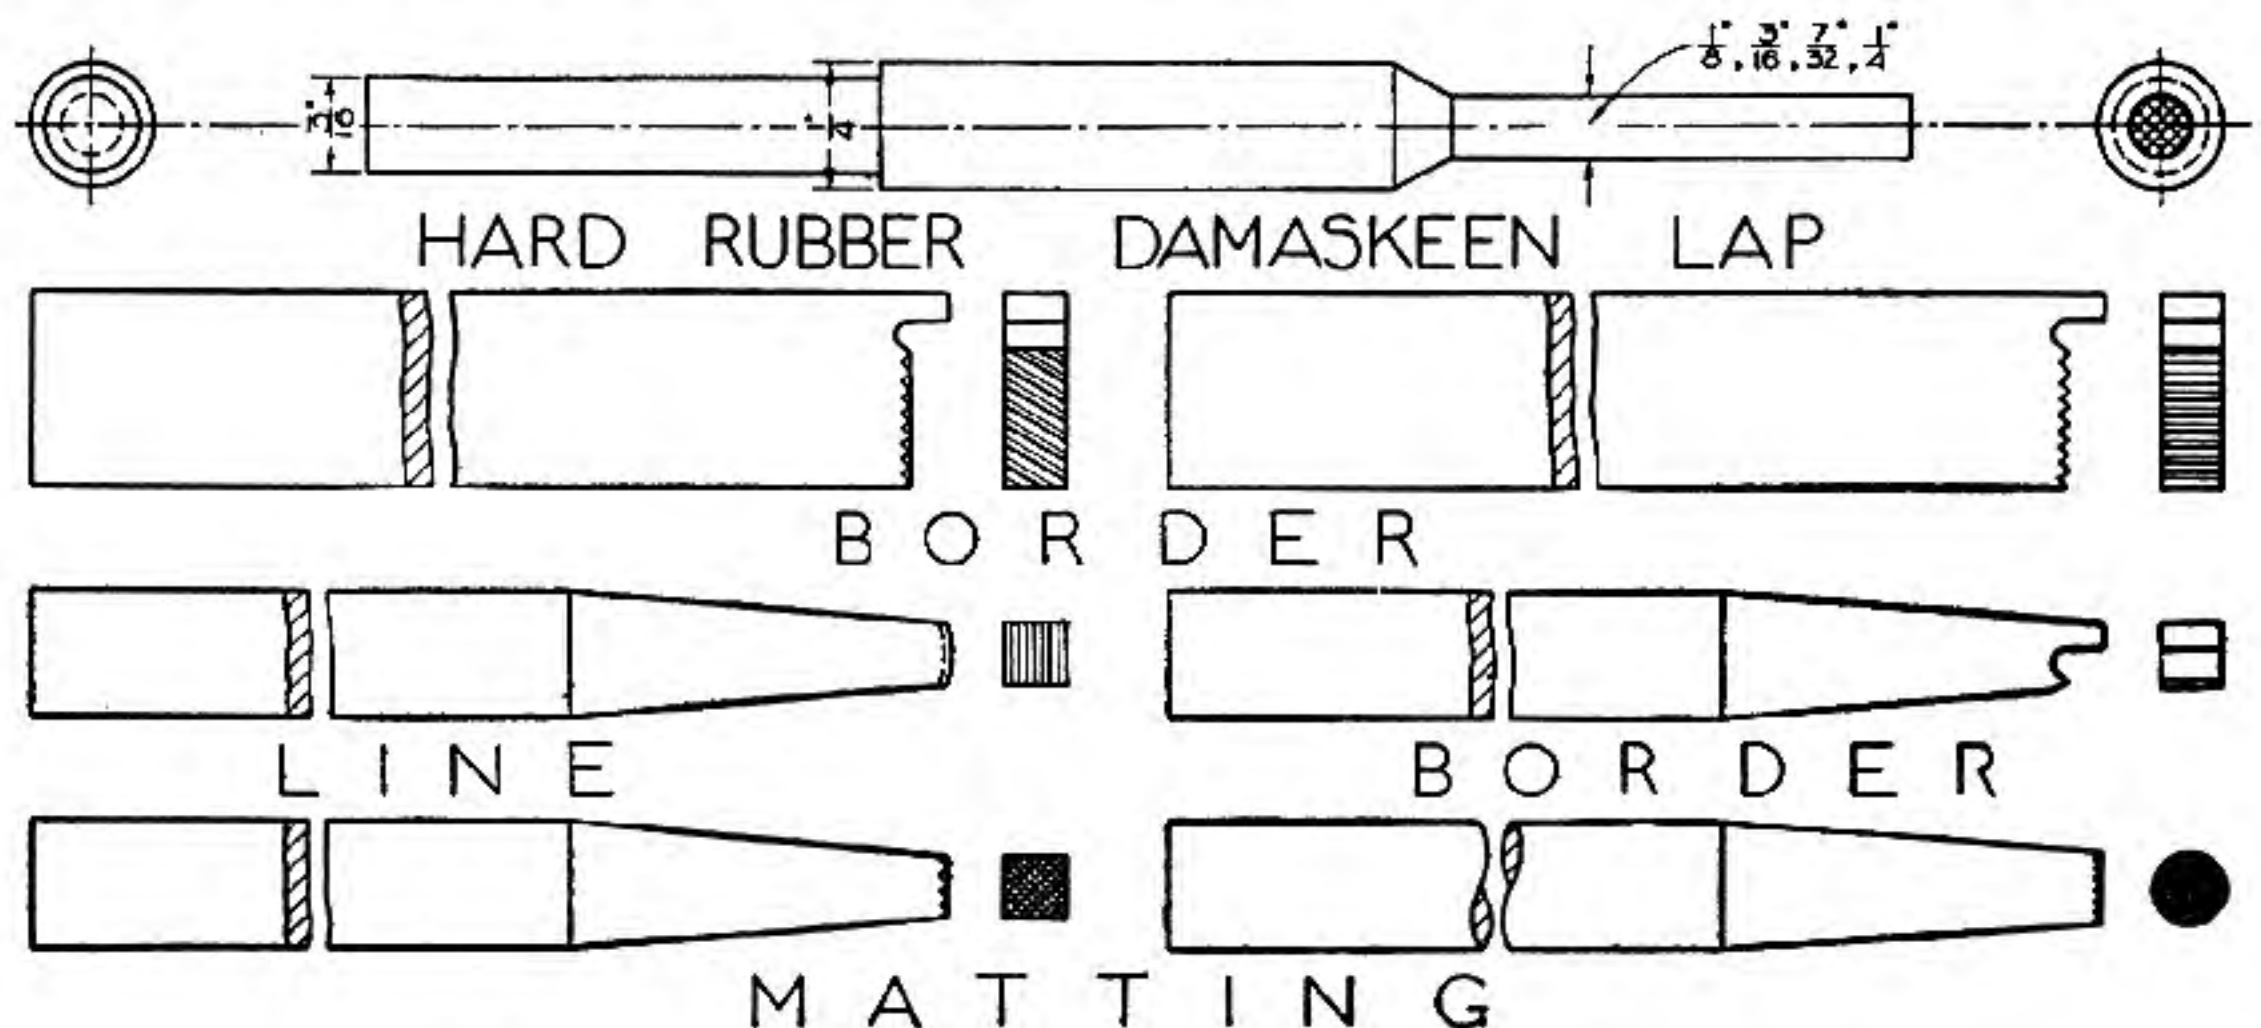 1/8", 3/16", 7/32", 1/4"
3/16"
1/4"
HARD RUBBER DAMASKEEN LAP
BORDER
LINE BORDER
MATTING